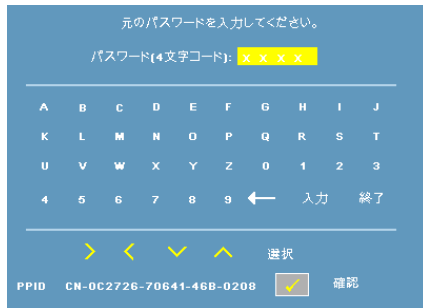 元のパスワードを入力してください。
パスワード(4文字コード): X X X X
A B C D E F G H I J
K L M N O P Q R S T
U V W X Y Z 0 1 2 3
4 5 6 7 8 9 ← 入力 終了
> < ∨ ∧ 選択
PPID CN-0C2726-70641-46B-0208 ✓ 確認